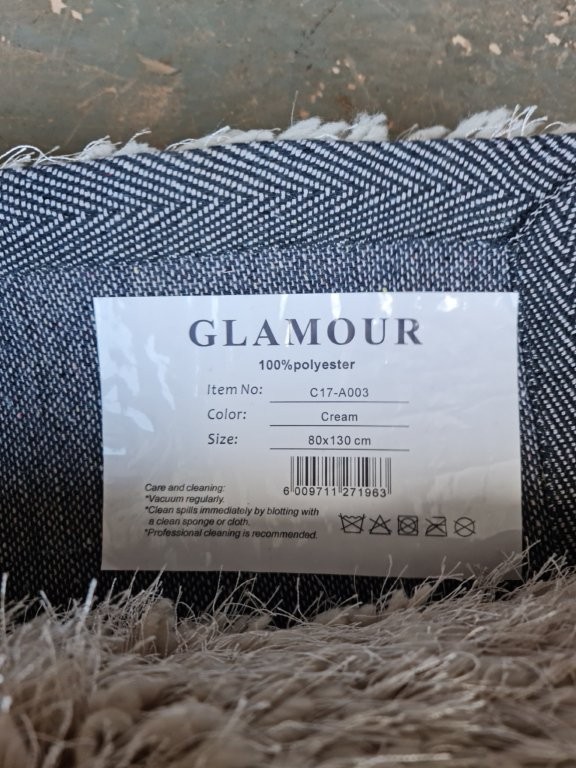 GLAMOUR
100%polyester
Item No: C17-A003
Color: Cream
Size: 80x130 cm
6 009711 271963
Care and cleaning:
*Vacuum regularly.
*Clean spills immediately by blotting with
a clean sponge or cloth.
*Professional cleaning is recommended.